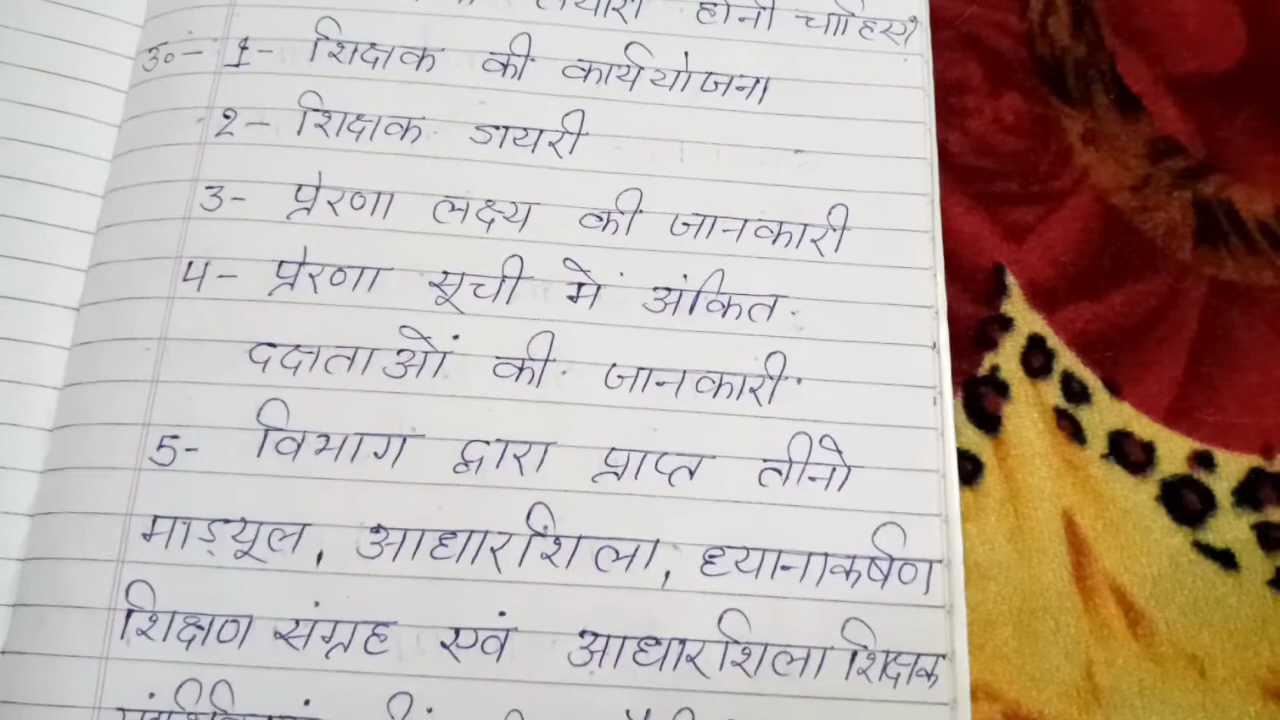 तैयारी होनी चाहिए?
उ०- 1- शिक्षक की कार्ययोजना
2- शिक्षक डायरी
3- प्रेरणा लक्ष्य की जानकारी
4- प्रेरणा सूची में अंकित
दक्षताओं की जानकारी
5- विभाग द्वारा प्राप्त तीनो
माड्यूल, आधारशिला, ध्यानाकर्षण
शिक्षण संग्रह एवं आधारशिला शिक्षक